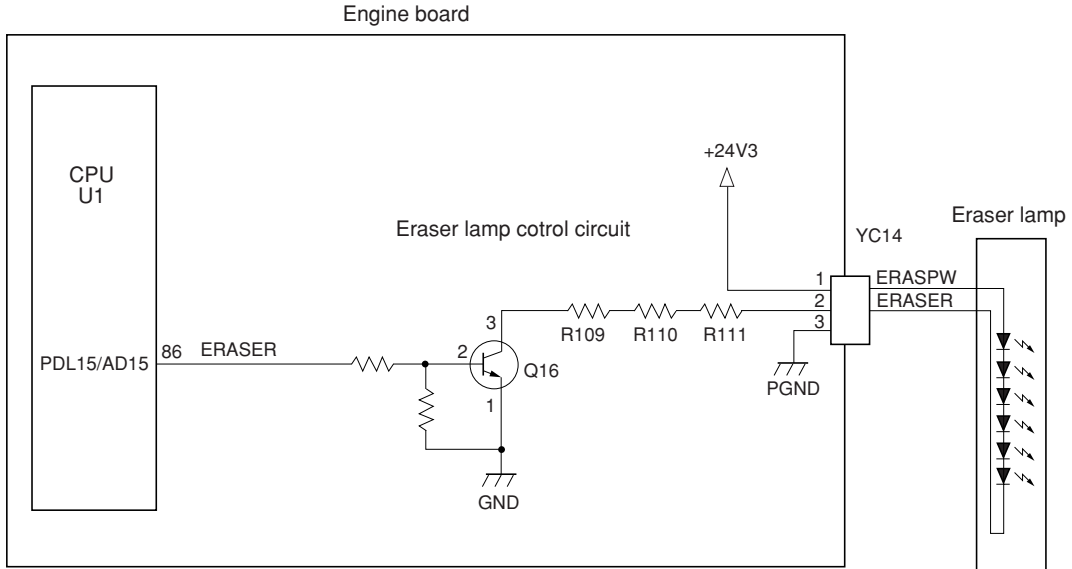 Engine board
CPU
U1
+24V3
Eraser lamp cotrol circuit
YC14
Eraser lamp
1 ERASPW
2 ERASER
3
3
R109 R110 R111
PDL15/AD15 86 ERASER
2
Q16
PGND
1
GND